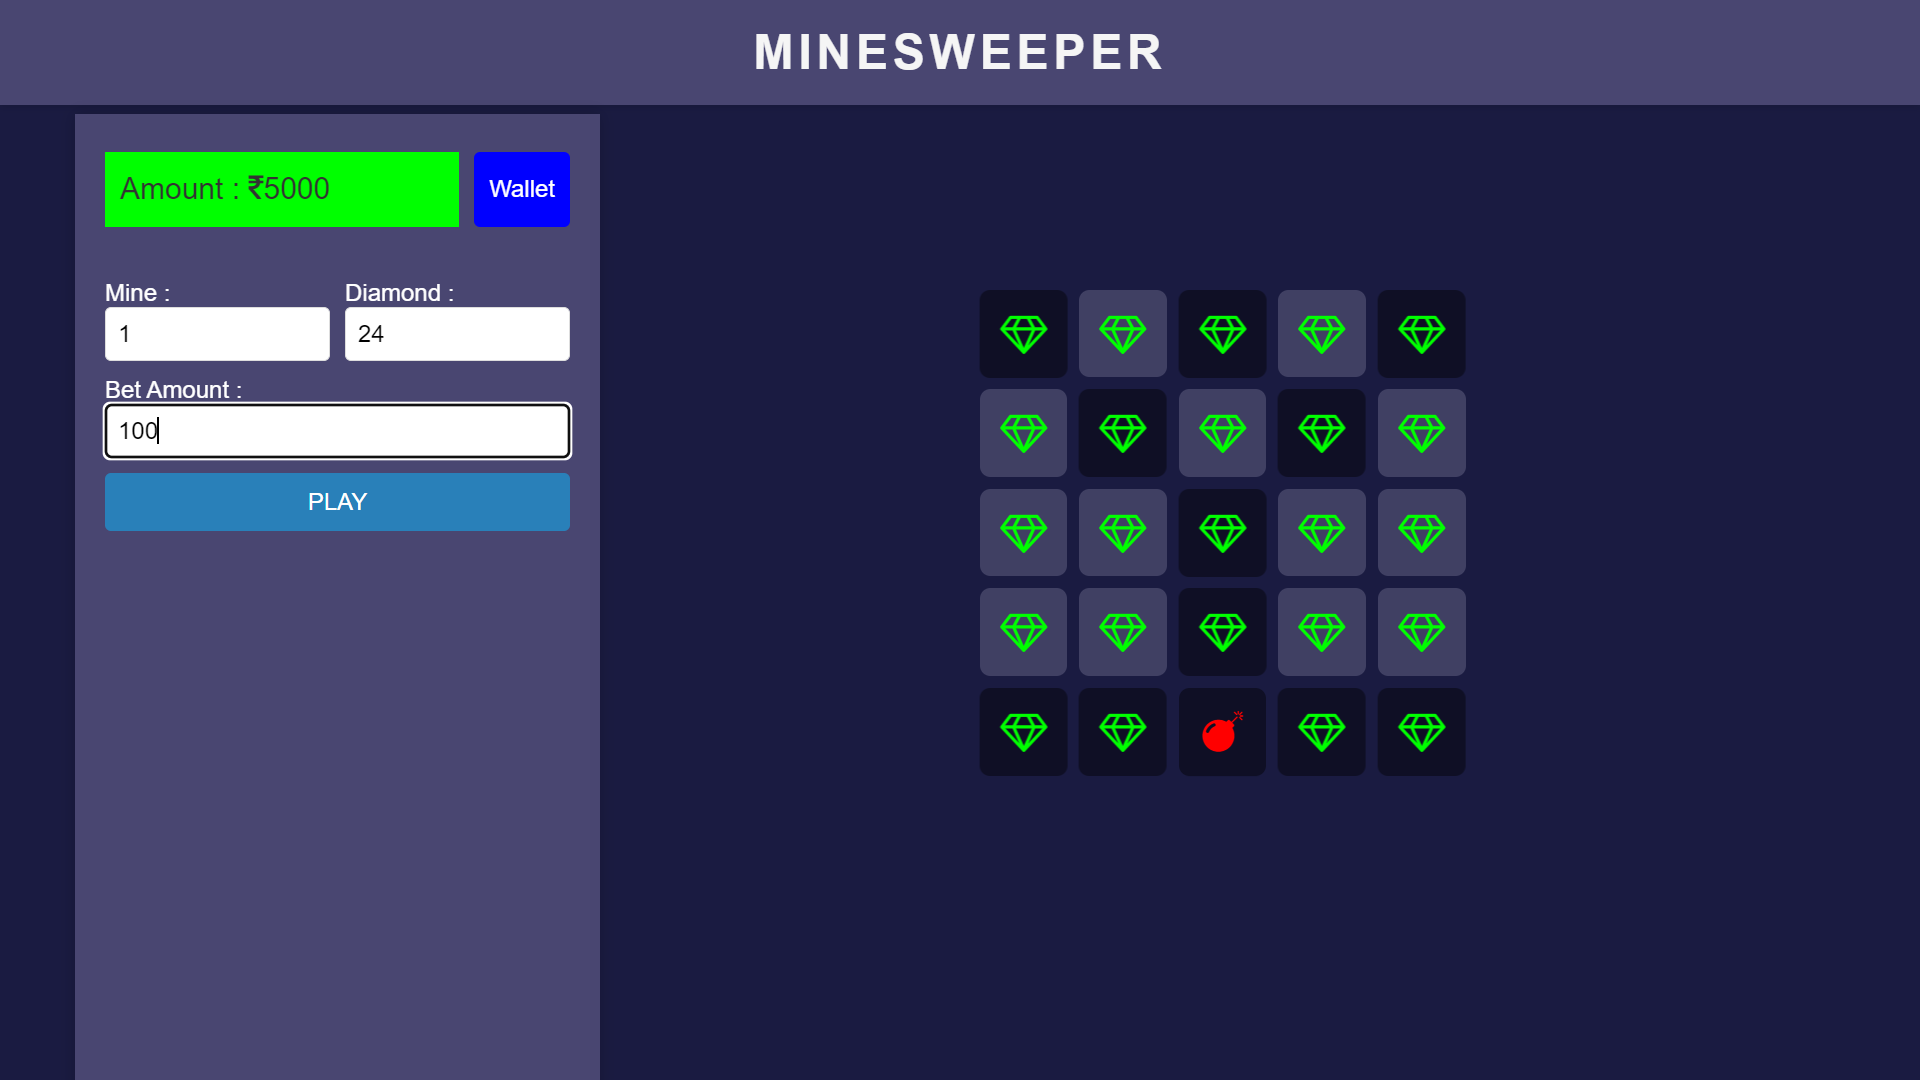 MINESWEEPER
Amount : ₹5000
Wallet
Mine :
Diamond :
1
24
Bet Amount :
100
PLAY